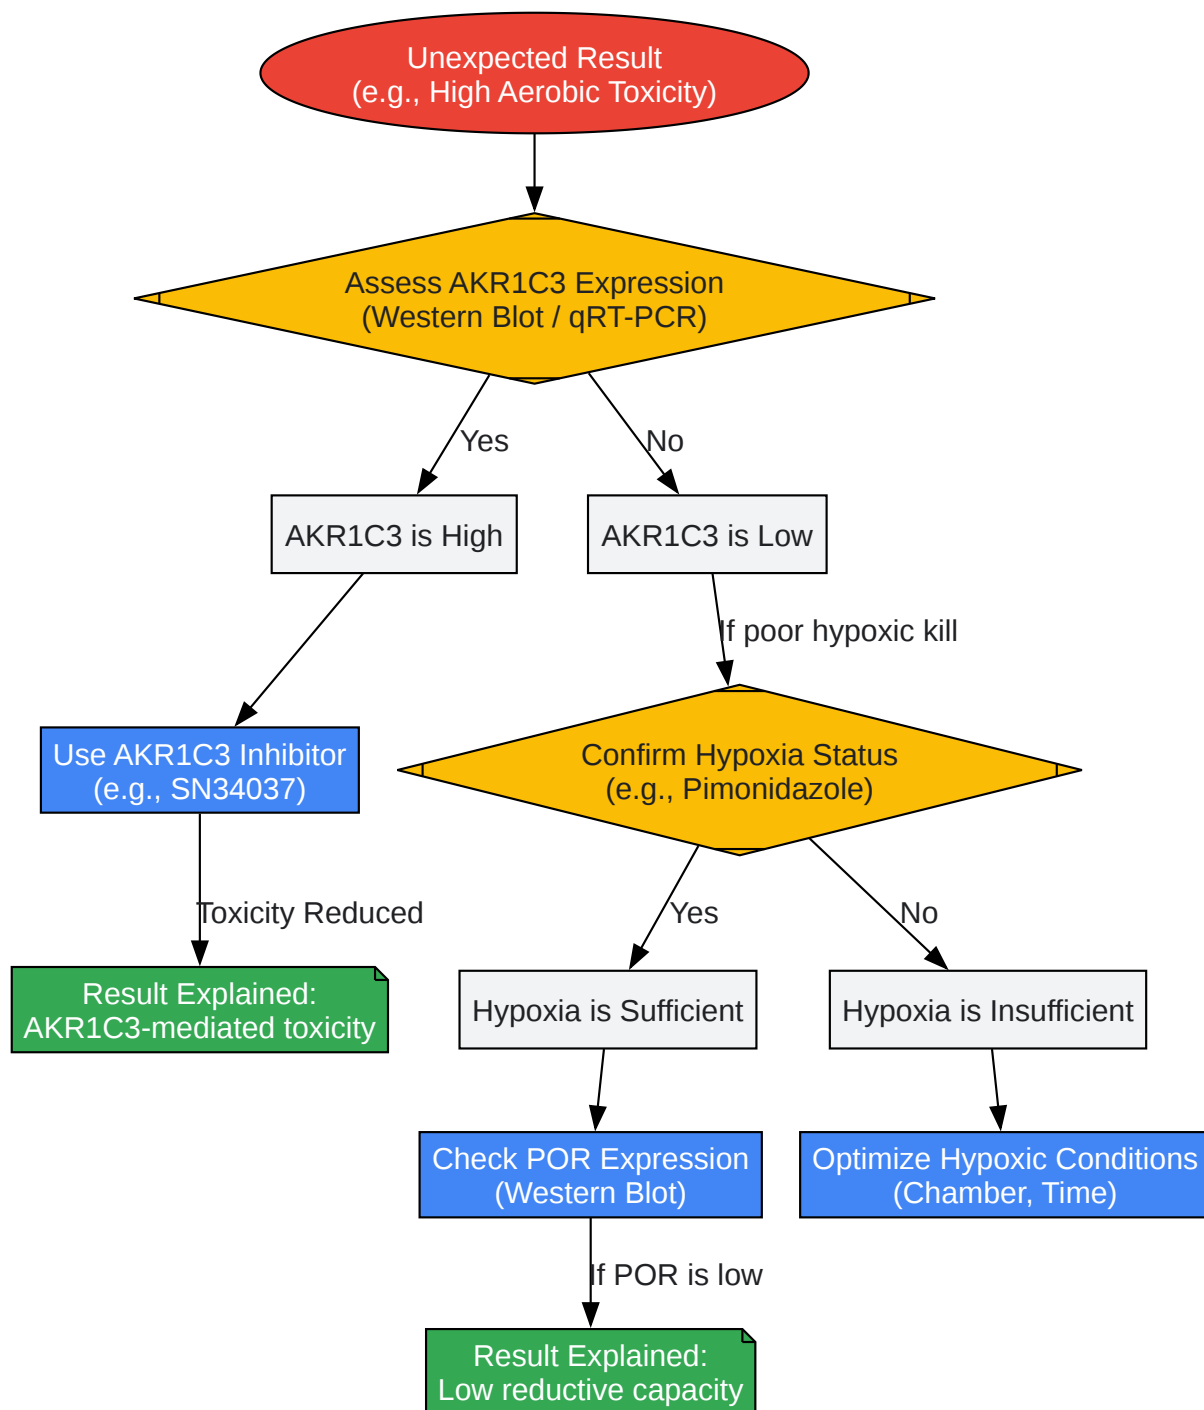 Unexpected Result
(e.g., High Aerobic Toxicity)
Assess AKR1C3 Expression
(Western Blot / qRT-PCR)
Yes
No
AKR1C3 is High
AKR1C3 is Low
If poor hypoxic kill
Use AKR1C3 Inhibitor
(e.g., SN34037)
Confirm Hypoxia Status
(e.g., Pimonidazole)
Toxicity Reduced
Yes
No
Result Explained:
AKR1C3-mediated toxicity
Hypoxia is Sufficient
Hypoxia is Insufficient
Check POR Expression
(Western Blot)
Optimize Hypoxic Conditions
(Chamber, Time)
If POR is low
Result Explained:
Low reductive capacity